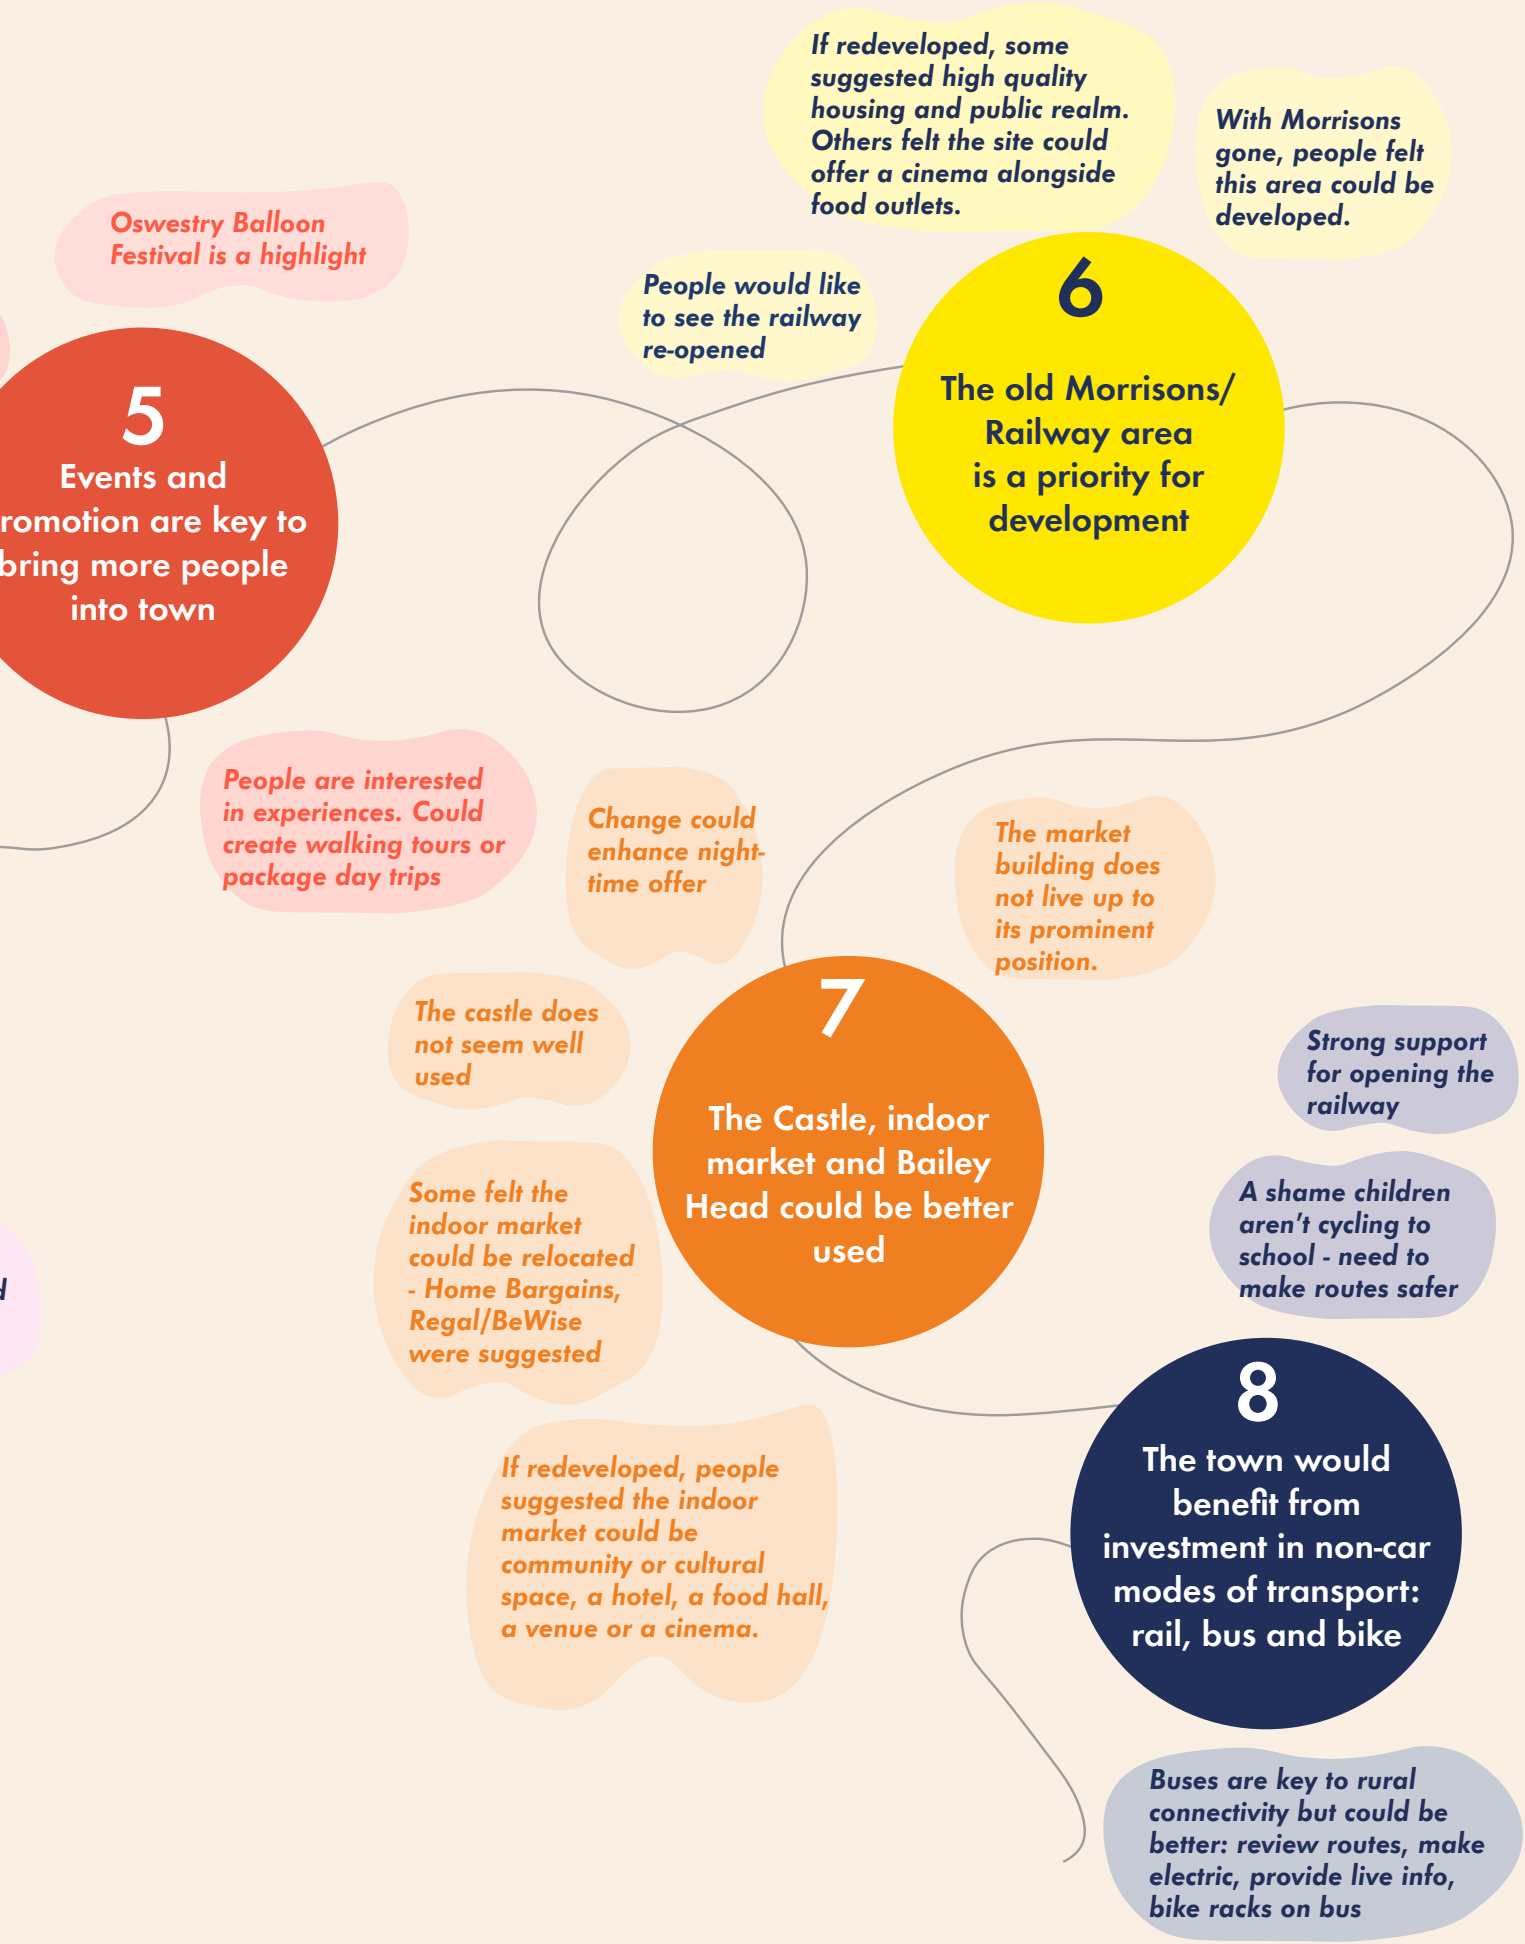 If redeveloped, some
suggested high quality
housing and public realm.
Others felt the site could
offer a cinema alongside
food outlets.
With Morrisons
gone, people felt
this area could be
developed.
Oswestry Balloon
Festival is a highlight
People would like
to see the railway
re-opened
5
Events and
romotion are key to
bring more people
into town
6
The old Morrisons/
Railway area
is a priority for
development
People are interested
in experiences. Could
create walking tours or
package day trips
Change could
enhance night-
time offer
The market
building does
not live up to
its prominent
position.
The castle does
not seem well
used
7
The Castle, indoor
market and Bailey
Head could be better
used
Some felt the
indoor market
could be relocated
- Home Bargains,
Regal/BeWise
were suggested
If redeveloped, people
suggested the indoor
market could be
community or cultural
space, a hotel, a food hall,
a venue or a cinema.
Strong support
for opening the
railway
A shame children
aren't cycling to
school - need to
make routes safer
8
The town would
benefit from
investment in non-car
modes of transport:
rail, bus and bike
Buses are key to rural
connectivity but could be
better: review routes, make
electric, provide live info,
bike racks on bus